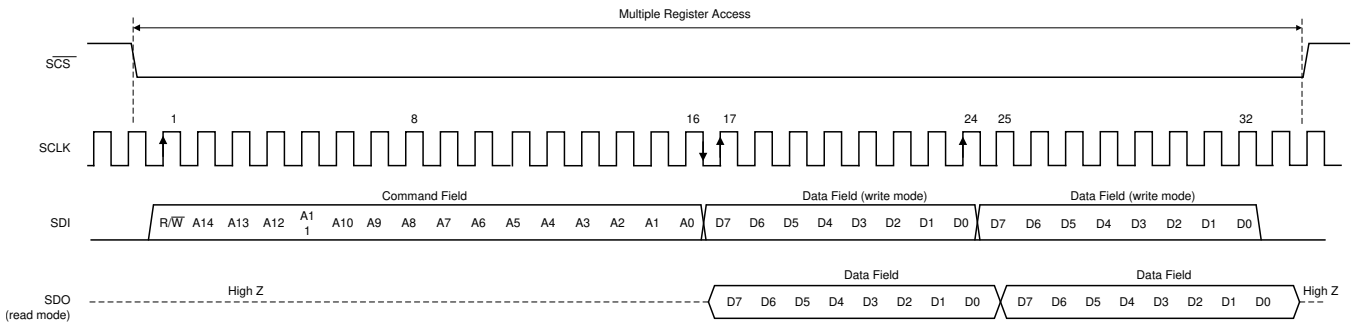 Multiple Register Access
SCS
1 8 16 17 24 25 32
SCLK
Command Field Data Field (write mode) Data Field (write mode)
SDI R/W A14 A13 A12 A1 A10 A9 A8 A7 A6 A5 A4 A3 A2 A1 A0 D7 D6 D5 D4 D3 D2 D1 D0 D7 D6 D5 D4 D3 D2 D1 D0
1
Data Field Data Field
High Z High Z
SDO D7 D6 D5 D4 D3 D2 D1 D0 D7 D6 D5 D4 D3 D2 D1 D0
(read mode)